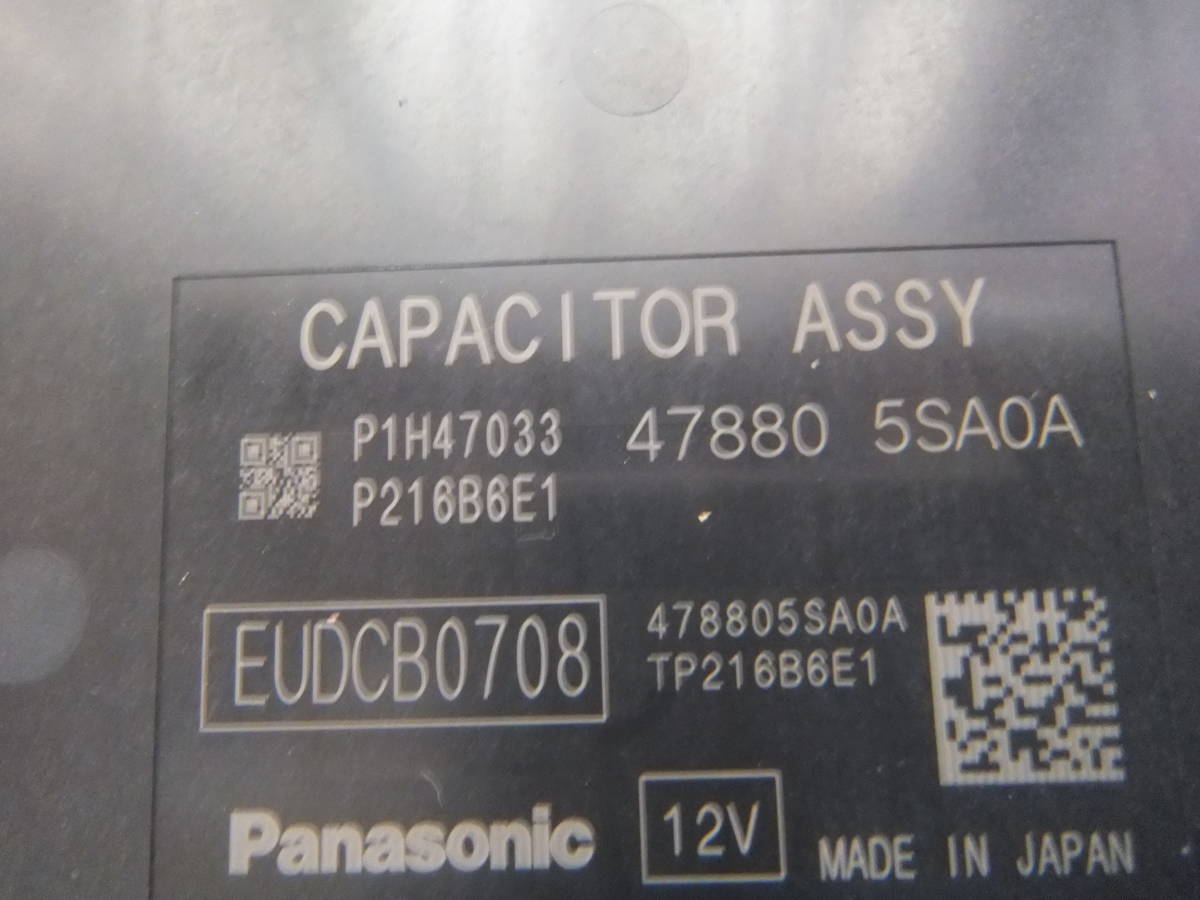 CAPACITOR ASSY
P1H47033 47880 5SA0A
P216B6E1
EUDCB0708
478805SA0A
TP216B6E1
Panasonic 12V MADE IN JAPAN